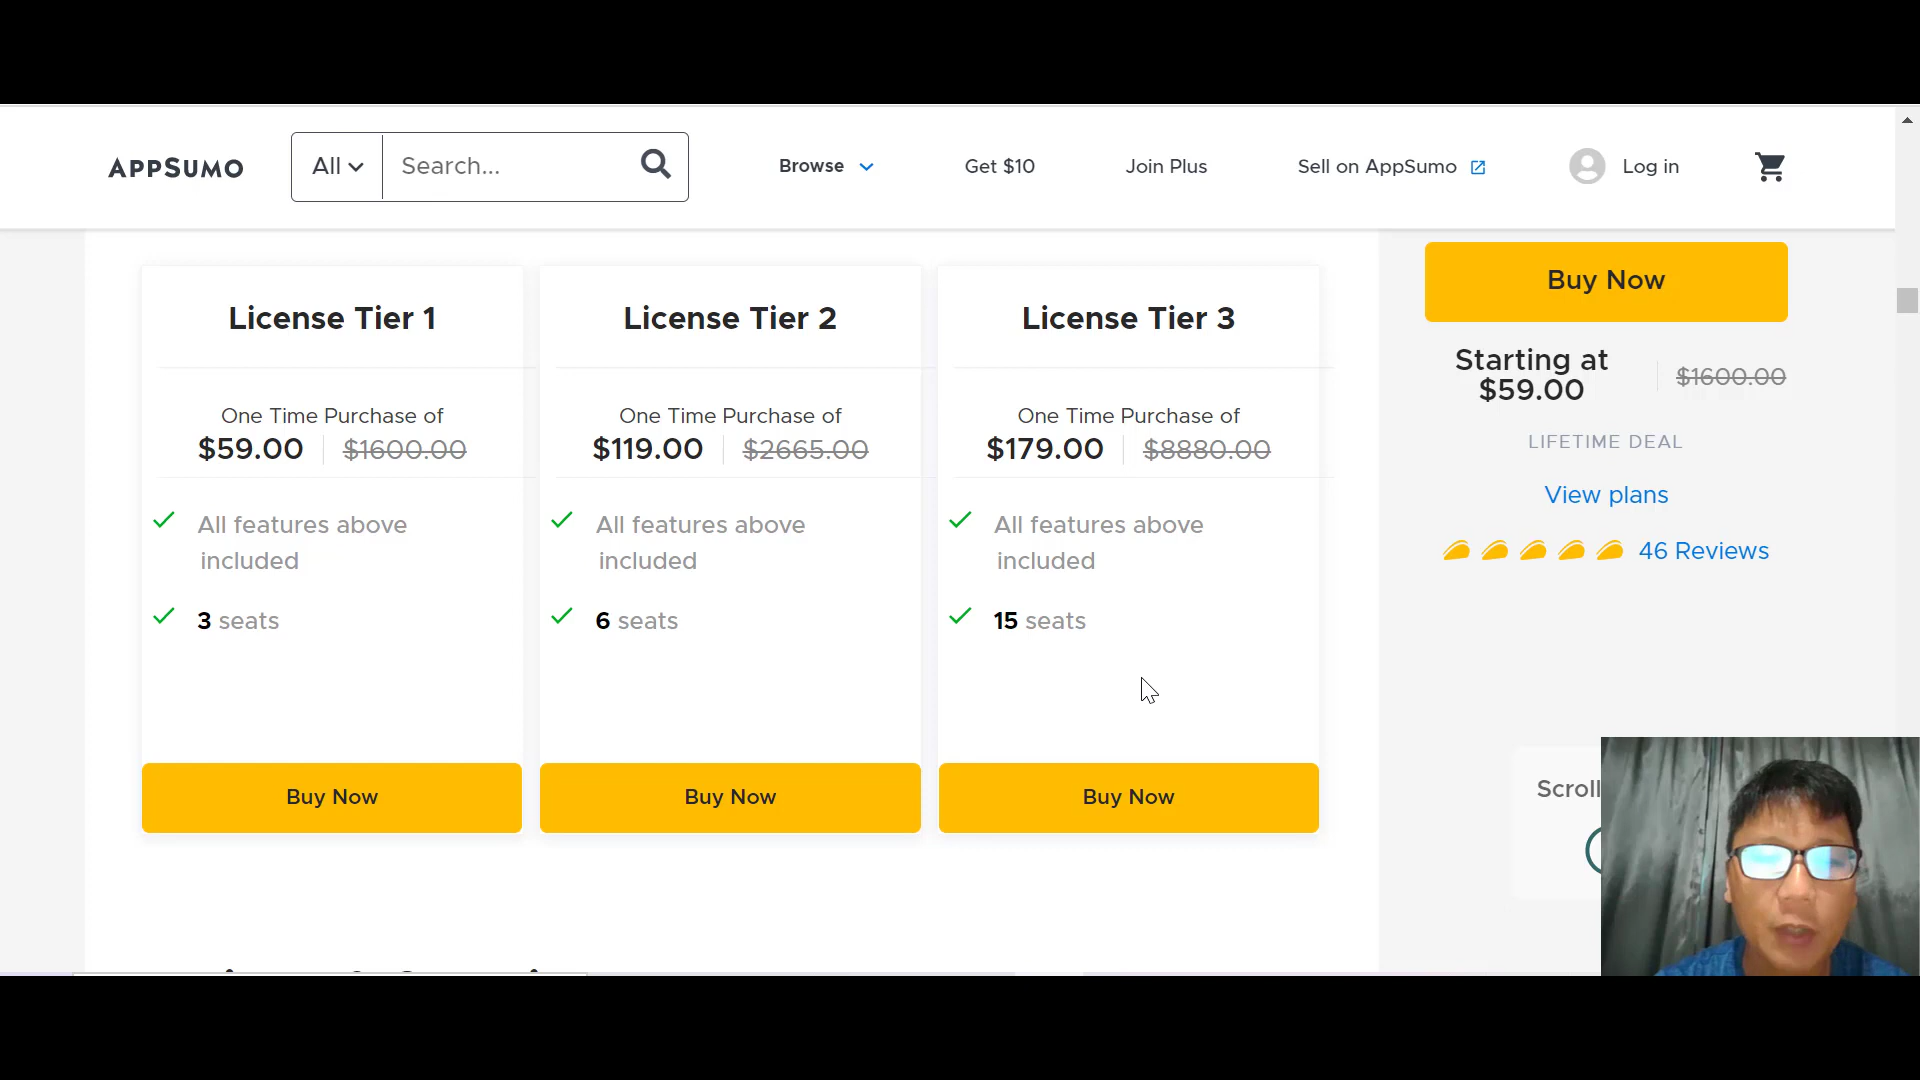 APPSUMO
All
Search...
Browse
Get $10
Join Plus
Sell on AppSumo
Log in
License Tier 1
One Time Purchase of
$59.00
$1600.00
All features above
included
3 seats
Buy Now
License Tier 2
One Time Purchase of
$119.00
$2665.00
All features above
included
6 seats
Buy Now
License Tier 3
One Time Purchase of
$179.00
$8880.00
All features above
included
15 seats
Buy Now
Buy Now
Starting at
$59.00
$1600.00
LIFETIME DEAL
View plans
46 Reviews
Scroll